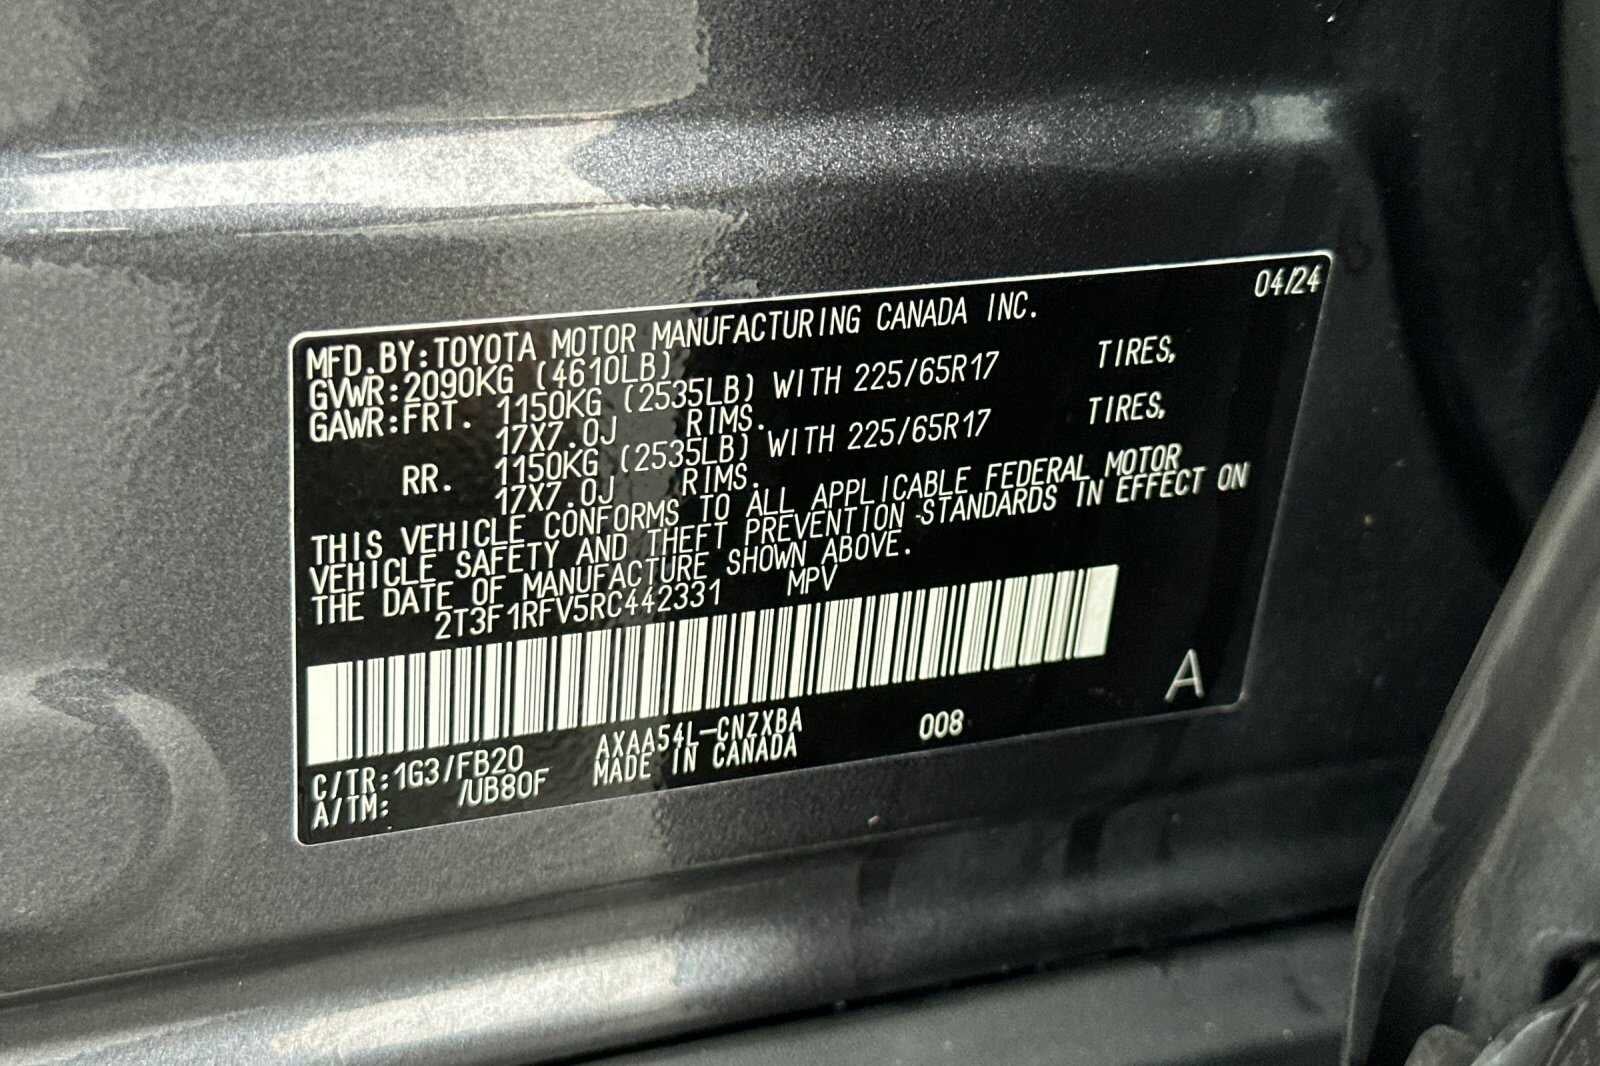 04/24
MFD.BY:TOYOTA MOTOR MANUFACTURING CANADA INC.
GVWR:2090KG (4610LB)
GAWR:FRT. 1150KG (2535LB) WITH 225/65R17 TIRES,
17X7.0J RIMS.
RR. 1150KG (2535LB) WITH 225/65R17 TIRES,
17X7.0J RIMS.
THIS VEHICLE CONFORMS TO ALL APPLICABLE FEDERAL MOTOR
VEHICLE SAFETY AND THEFT PREVENTION STANDARDS IN EFFECT ON
THE DATE OF MANUFACTURE SHOWN ABOVE.
2T3F1RFV5RC442331 MPV
A
C/TR:1G3/FB20 AXAA54L-CNZXBA 008
A/TM: /UB80F MADE IN CANADA